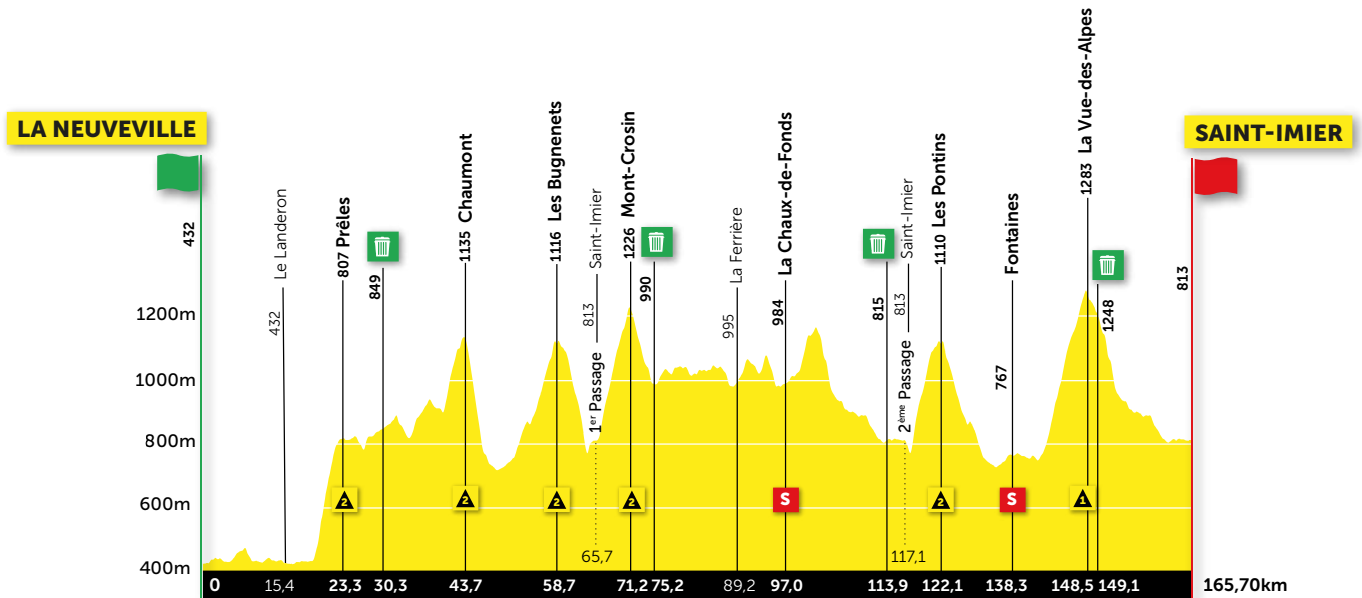 LA NEUVEVILLE
432
Le Landeron
432
807 Prêles
849
1135 Chaumont
1116 Les Bugnenets
Saint-Imier
813
1er Passage
1226 Mont-Crosin
990
La Ferrière
995
La Chaux-de-Fonds
984
815
Saint-Imier
813
2ème Passage
1110 Les Pontins
Fontaines
767
1283 La Vue-des-Alpes
1248
SAINT-IMIER
813
1200m
1000m
800m
600m
400m
2
2
2
2
S
2
S
1
65,7
117,1
0
15,4
23,3
30,3
43,7
58,7
71,2
75,2
89,2
97,0
113,9
122,1
138,3
148,5
149,1
165,70km